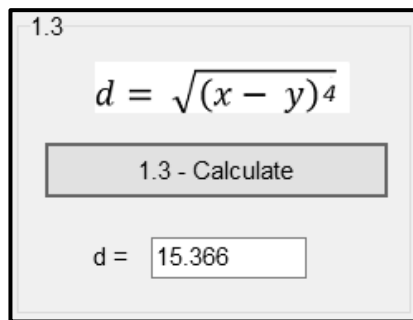 1.3
d = √(x − y)⁴
1.3 - Calculate
d = 15.366